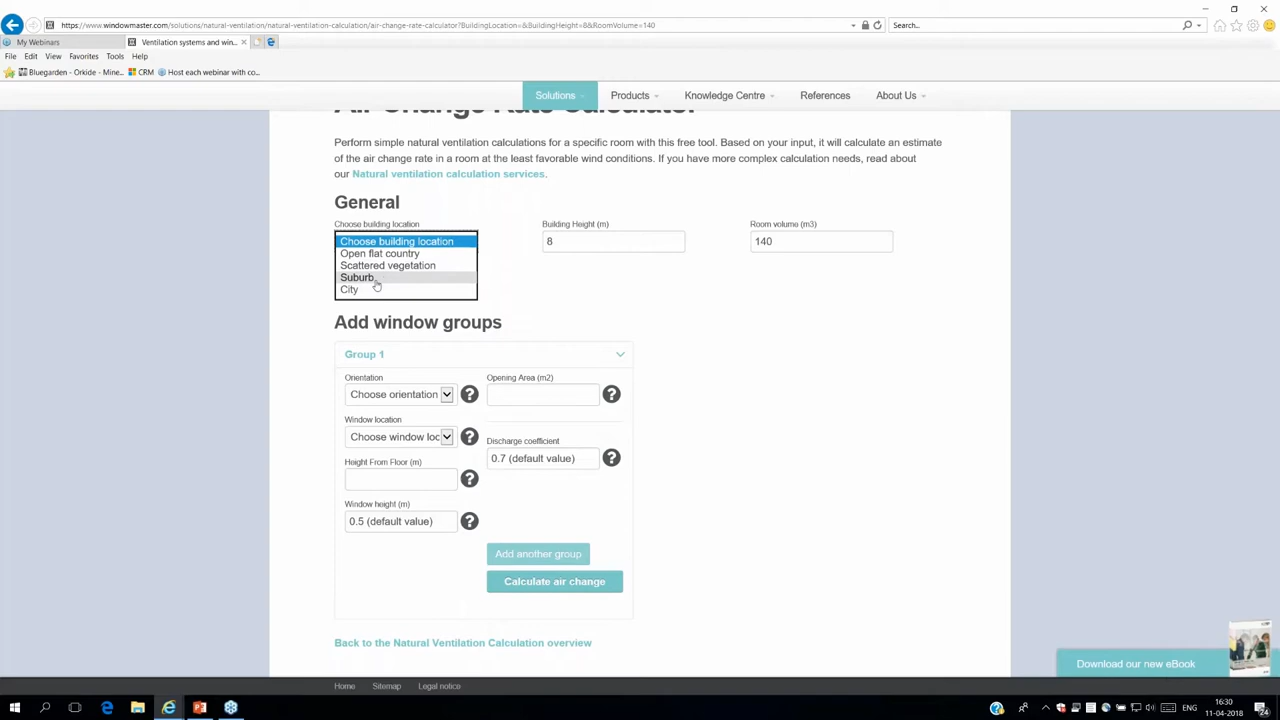 https://www.windowmaster.com/solutions/natural-ventilation/natural-ventilation-calculation/air-change-rate-calculator?BuildingLocation=&BuildingHeight=8&RoomVolume=140
Search...
My Webinars
Ventilation systems and win...
File Edit View Favorites Tools Help
Bluegarden - Orkide - Mine...
CRM
Host each webinar with co...
Solutions
Products
Knowledge Centre
References
About Us
Air Change Rate Calculator
Perform simple natural ventilation calculations for a specific room with this free tool. Based on your input, it will calculate an estimate
of the air change rate in a room at the least favorable wind conditions. If you have more complex calculation needs, read about
our Natural ventilation calculation services.
General
Choose building location
Building Height (m)
Room volume (m3)
Choose building location
8
140
Open flat country
Scattered vegetation
Suburb
City
Add window groups
Group 1
Orientation
Opening Area (m2)
Choose orientation
?
?
Window location
Choose window loc
?
Discharge coefficient
0.7 (default value)
?
Height From Floor (m)
?
Window height (m)
0.5 (default value)
?
Add another group
Calculate air change
Back to the Natural Ventilation Calculation overview
Download our new eBook
Home
Sitemap
Legal notice
ENG
16:30
11-04-2018
24